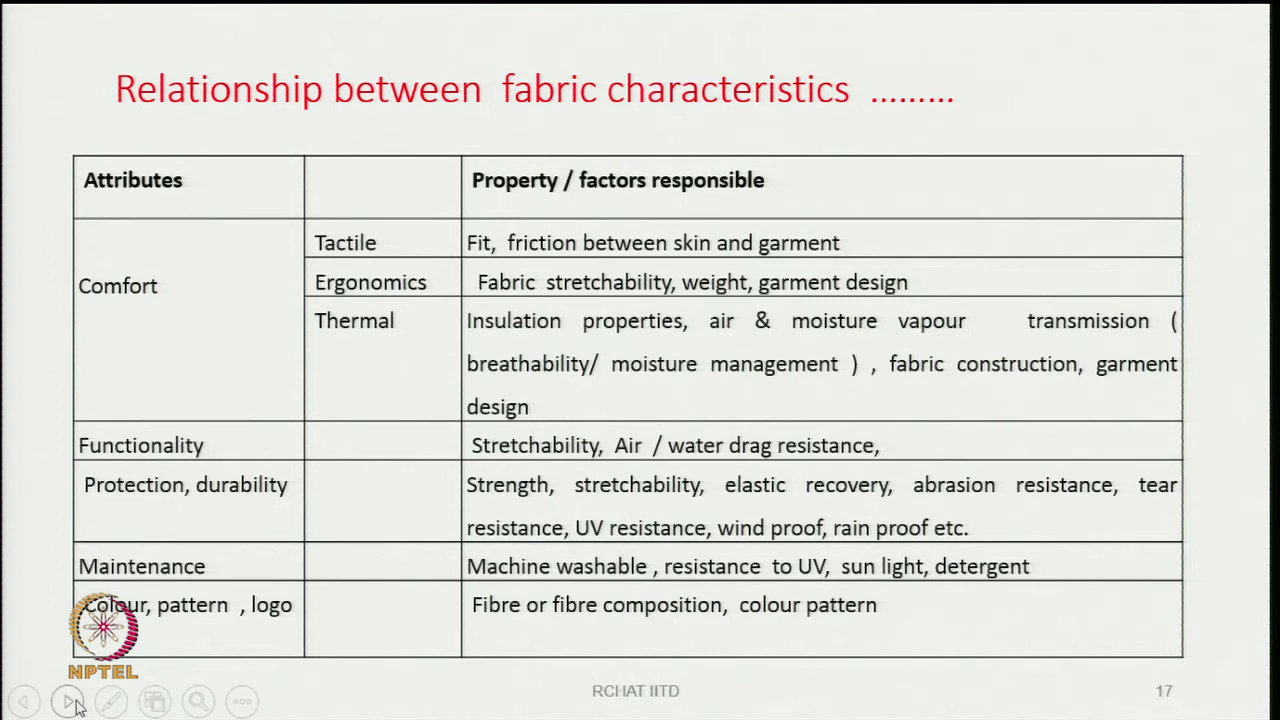 Relationship between fabric characteristics .........
Attributes
Property / factors responsible
Comfort
Tactile
Fit, friction between skin and garment
Ergonomics
Fabric stretchability, weight, garment design
Thermal
Insulation properties, air & moisture vapour transmission (
breathability/ moisture management ) , fabric construction, garment
design
Functionality
Stretchability, Air / water drag resistance,
Protection, durability
Strength, stretchability, elastic recovery, abrasion resistance, tear
resistance, UV resistance, wind proof, rain proof etc.
Maintenance
Machine washable , resistance to UV, sun light, detergent
Colour, pattern , logo
Fibre or fibre composition, colour pattern
NPTEL
RCHAT IITD
17